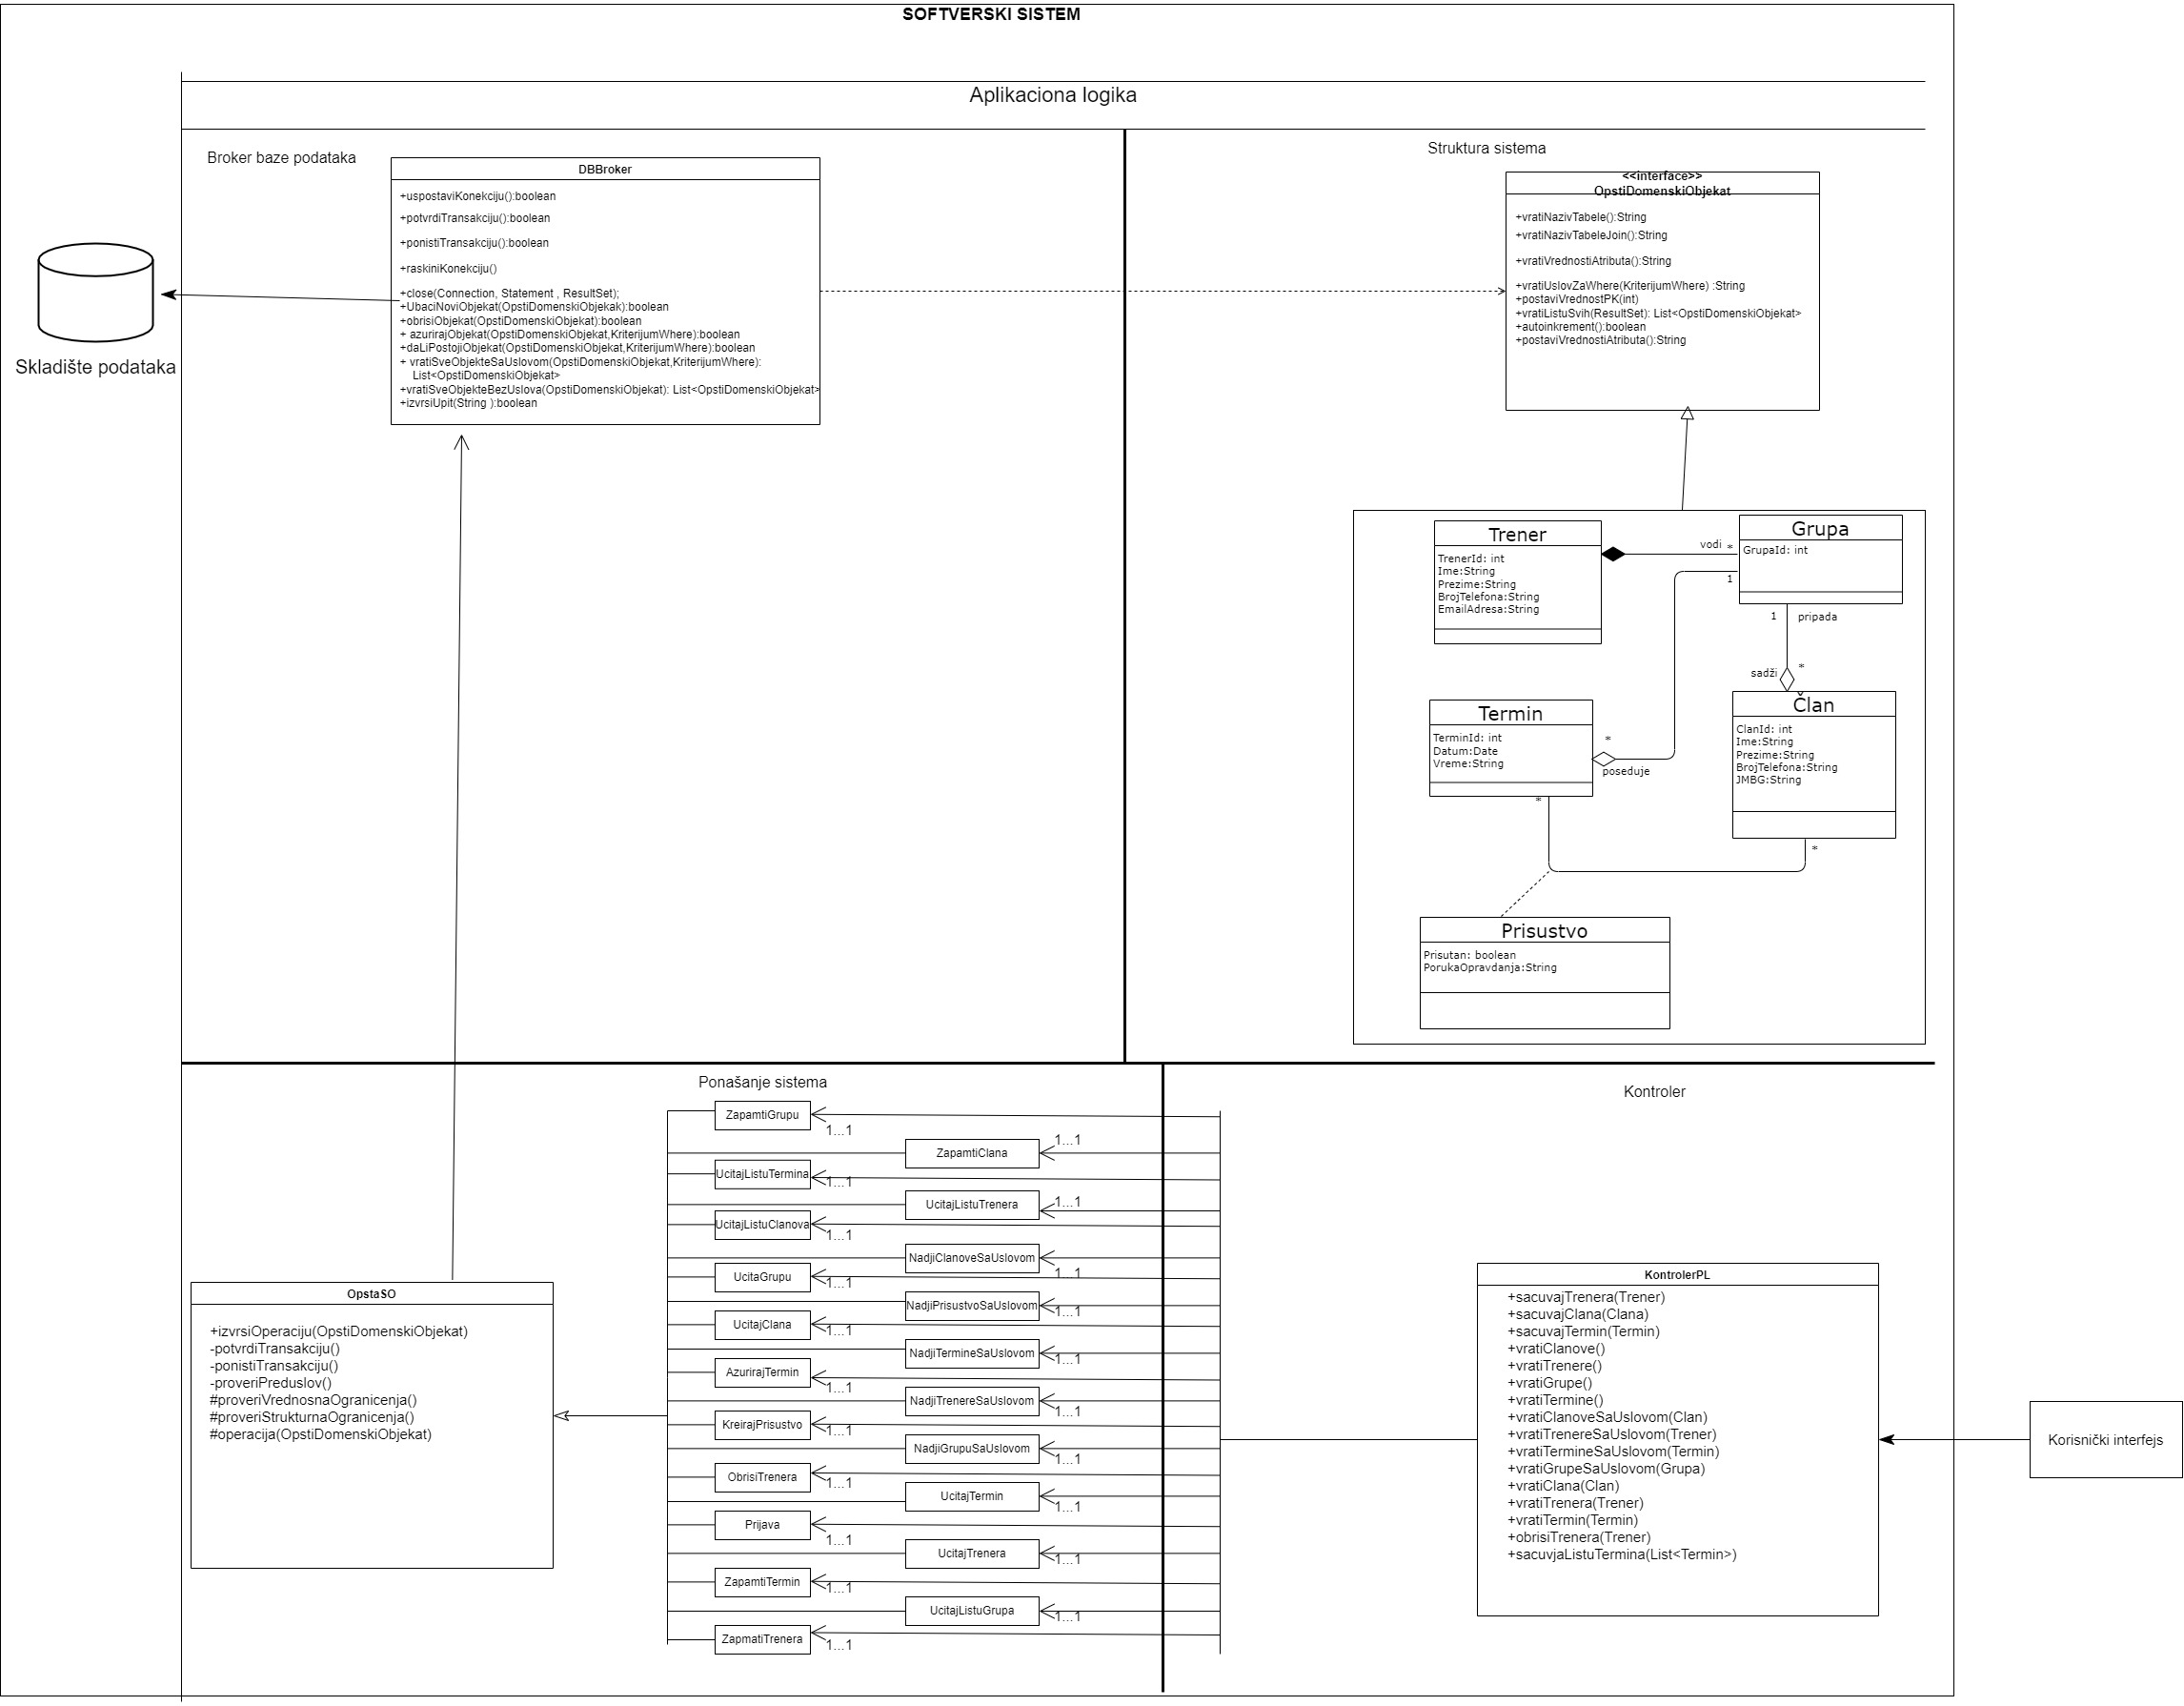 SOFTVERSKI SISTEM
Aplikaciona logika
Broker baze podataka
DBBroker
+uspostaviKonekciju():boolean
+potvrdiTransakciju():boolean
+ponistiTransakciju():boolean
+raskiniKonekciju()
+close(Connection, Statement , ResultSet);
+UbaciNoviObjekat(OpstiDomenskiObjekak):boolean
+obrisiObjekat(OpstiDomenskiObjekat):boolean
+ azurirajObjekat(OpstiDomenskiObjekat,KriterijumWhere):boolean
+daLiPostojiObjekat(OpstiDomenskiObjekat,KriterijumWhere):boolean
+ vratiSveObjekteSaUslovom(OpstiDomenskiObjekat,KriterijumWhere):
List<OpstiDomenskiObjekat>
+vratiSveObjekteBezUslova(OpstiDomenskiObjekat): List<OpstiDomenskiObjekat>
+izvrsiUpit(String ):boolean
Skladište podataka
Struktura sistema
<<interface>>
OpstiDomenskiObjekat
+vratiNazivTabele():String
+vratiNazivTabeleJoin():String
+vratiVrednostiAtributa():String
+vratiUslovZaWhere(KriterijumWhere) :String
+postaviVrednostPK(int)
+vratiListuSvih(ResultSet): List<OpstiDomenskiObjekat>
+autoinkrement():boolean
+postaviVrednostiAtributa():String
Trener
TrenerId: int
Ime:String
Prezime:String
BrojTelefona:String
EmailAdresa:String
vodi
*
Grupa
GrupaId: int
1
1
pripada
sadži
*
Termin
TerminId: int
Datum:Date
Vreme:String
*
poseduje
*
Član
ClanId: int
Ime:String
Prezime:String
BrojTelefona:String
JMBG:String
*
Prisustvo
Prisutan: boolean
PorukaOpravdanja:String
Ponašanje sistema
ZapamtiGrupu
1...1
ZapamtiClana
1...1
UcitajListuTermina
1...1
UcitajListuTrenera
1...1
UcitajListuClanova
1...1
NadjiClanoveSaUslovom
1...1
UcitaGrupu
1...1
NadjiPrisustvoSaUslovom
1...1
UcitajClana
1...1
NadjiTermineSaUslovom
1...1
AzurirajTermin
1...1
NadjiTrenereSaUslovom
1...1
KreirajPrisustvo
1...1
NadjiGrupuSaUslovom
1...1
ObrisiTrenera
1...1
UcitajTermin
1...1
Prijava
1...1
UcitajTrenera
1...1
ZapamtiTermin
1...1
UcitajListuGrupa
1...1
ZapmatiTrenera
1...1
OpstaSO
+izvrsiOperaciju(OpstiDomenskiObjekat)
-potvrdiTransakciju()
-ponistiTransakciju()
-proveriPreduslov()
#proveriVrednosnaOgranicenja()
#proveriStrukturnaOgranicenja()
#operacija(OpstiDomenskiObjekat)
Kontroler
KontrolerPL
+sacuvajTrenera(Trener)
+sacuvajClana(Clana)
+sacuvajTermin(Termin)
+vratiClanove()
+vratiTrenere()
+vratiGrupe()
+vratiTermine()
+vratiClanoveSaUslovom(Clan)
+vratiTrenereSaUslovom(Trener)
+vratiTermineSaUslovom(Termin)
+vratiGrupeSaUslovom(Grupa)
+vratiClana(Clan)
+vratiTrenera(Trener)
+vratiTermin(Termin)
+obrisiTrenera(Trener)
+sacuvjaListuTermina(List<Termin>)
Korisnički interfejs